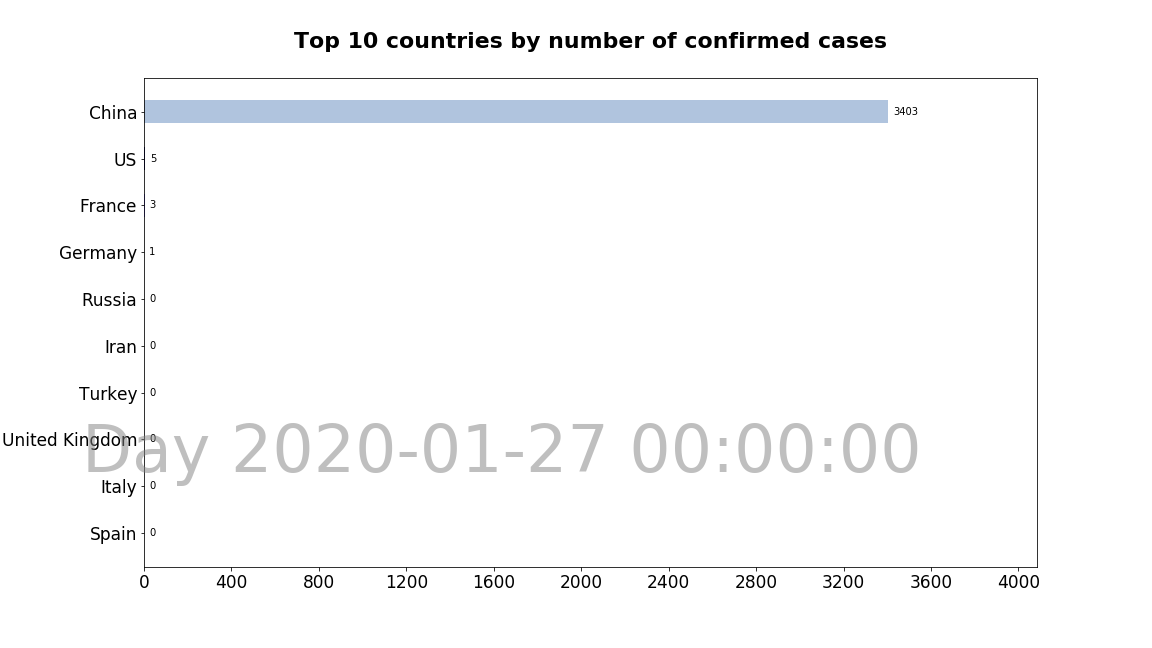 Top 10 countries by number of confirmed cases
China 3403
US 5
France 3
Germany 1
Russia 0
Iran 0
Turkey 0
United Kingdom 0
Day 2020-01-27 00:00:00
Italy 0
Spain 0
0 400 800 1200 1600 2000 2400 2800 3200 3600 4000